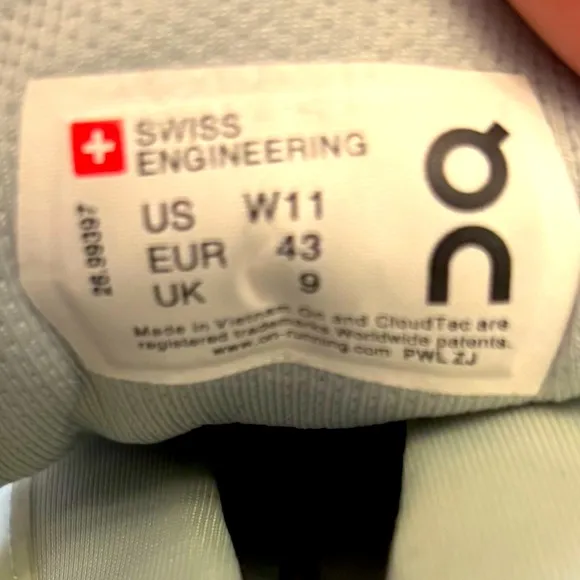 SWISS
ENGINEERING
US W11
EUR 43
UK 9
26.99397
Made in Vietnam On and CloudTec are
registered trademarks Worldwide patents.
www.on-running.com PWL ZJ